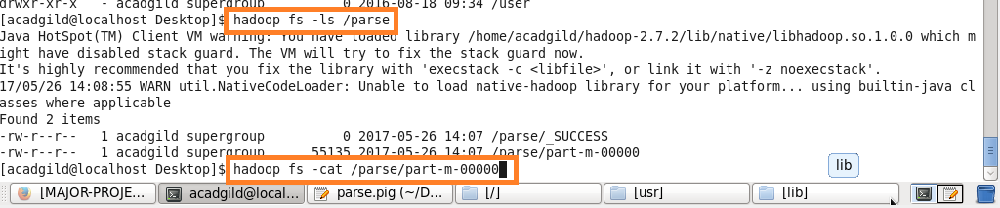 drwxr-xr-x   - acadgild supergroup          0 2016-08-18 09:34 /user
[acadgild@localhost Desktop]$ hadoop fs -ls /parse
Java HotSpot(TM) Client VM warning: You have loaded library /home/acadgild/hadoop-2.7.2/lib/native/libhadoop.so.1.0.0 which m
ight have disabled stack guard. The VM will try to fix the stack guard now.
It's highly recommended that you fix the library with 'execstack -c <libfile>', or link it with '-z noexecstack'.
17/05/26 14:08:55 WARN util.NativeCodeLoader: Unable to load native-hadoop library for your platform... using builtin-java cl
asses where applicable
Found 2 items
-rw-r--r--   1 acadgild supergroup          0 2017-05-26 14:07 /parse/_SUCCESS
-rw-r--r--   1 acadgild supergroup      55135 2017-05-26 14:07 /parse/part-m-00000
[acadgild@localhost Desktop]$ hadoop fs -cat /parse/part-m-00000
lib
[MAJOR-PROJE... acadgild@local... parse.pig (~/D... [/] [usr] [lib]